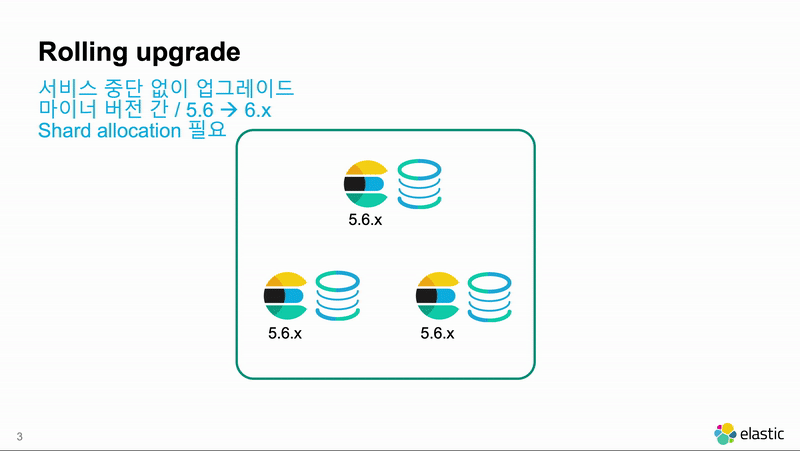 Rolling upgrade
서비스 중단 없이 업그레이드
마이너 버전 간 / 5.6 → 6.x
Shard allocation 필요
5.6.x
5.6.x
5.6.x
3
elastic